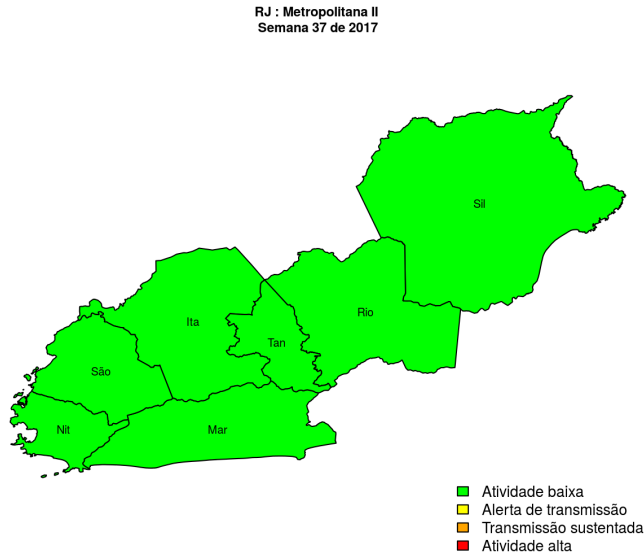 RJ : Metropolitana II
Semana 37 de 2017
Sil
Rio
Ita
Tan
São
Nit
Mar
Atividade baixa
Alerta de transmissão
Transmissão sustentada
Atividade alta